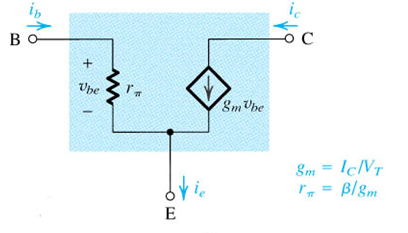 i_b
i_c
B
C
+
v_be
r_π
g_m v_be
−
g_m = I_C/V_T
r_π = β/g_m
i_e
E